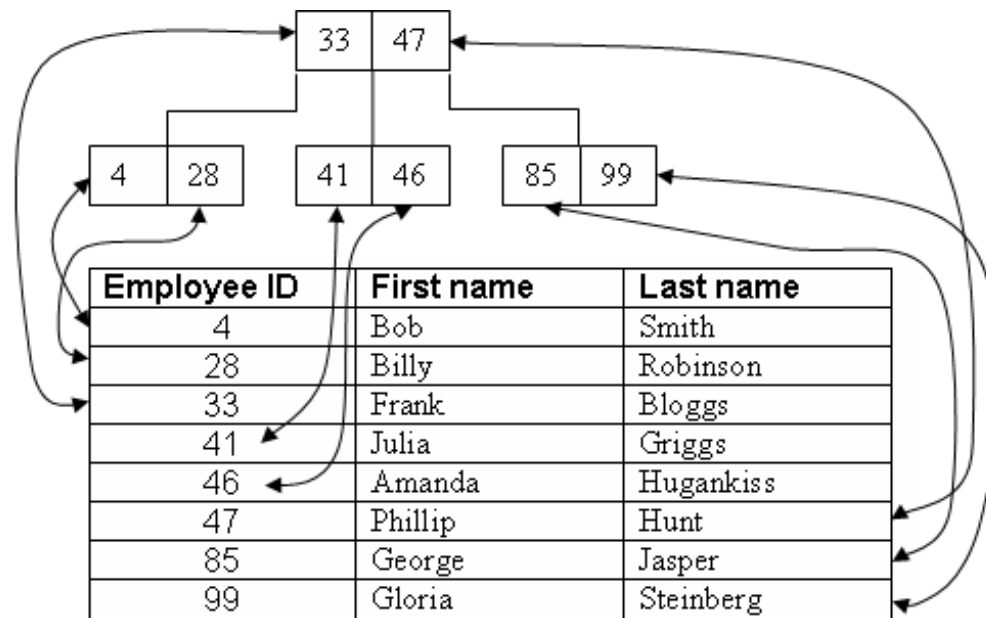 33 47
4 28 41 46 85 99
Employee ID First name Last name
4 Bob Smith
28 Billy Robinson
33 Frank Bloggs
41 Julia Griggs
46 Amanda Hugankiss
47 Phillip Hunt
85 George Jasper
99 Gloria Steinberg